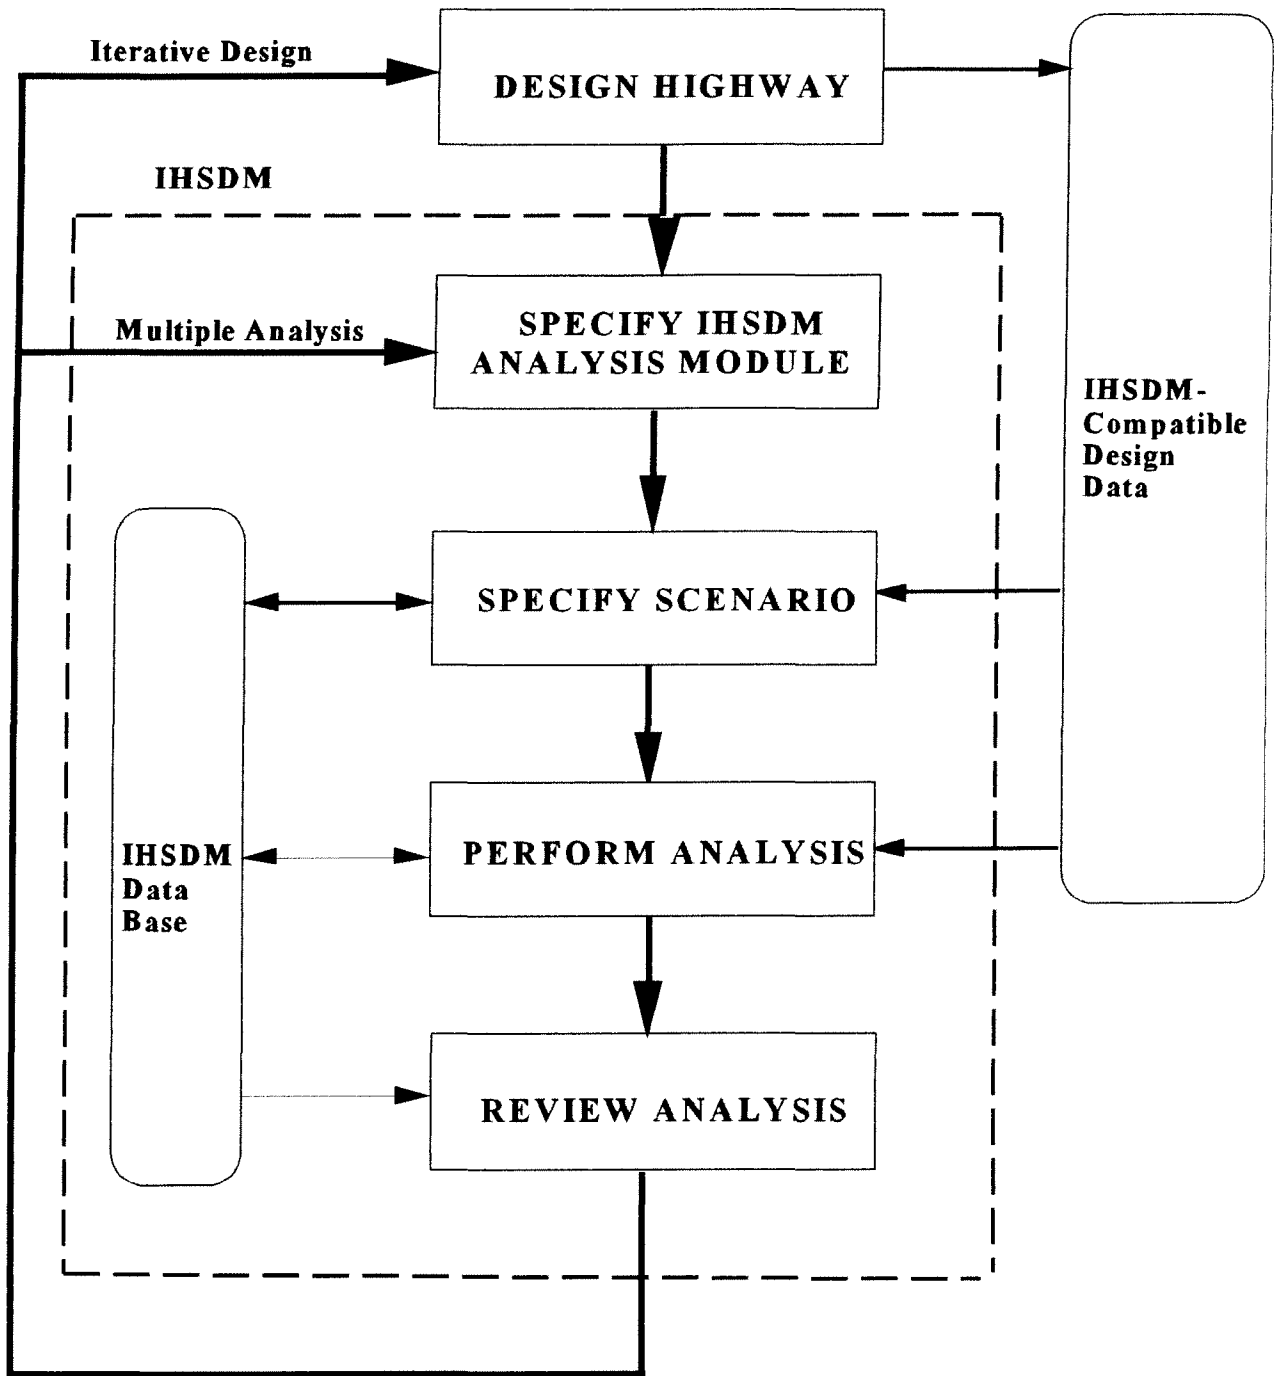 Iterative Design
DESIGN HIGHWAY
IHSDM
Multiple Analysis
SPECIFY IHSDM
ANALYSIS MODULE
IHSDM-
Compatible
Design
Data
SPECIFY SCENARIO
IHSDM
Data
Base
PERFORM ANALYSIS
REVIEW ANALYSIS